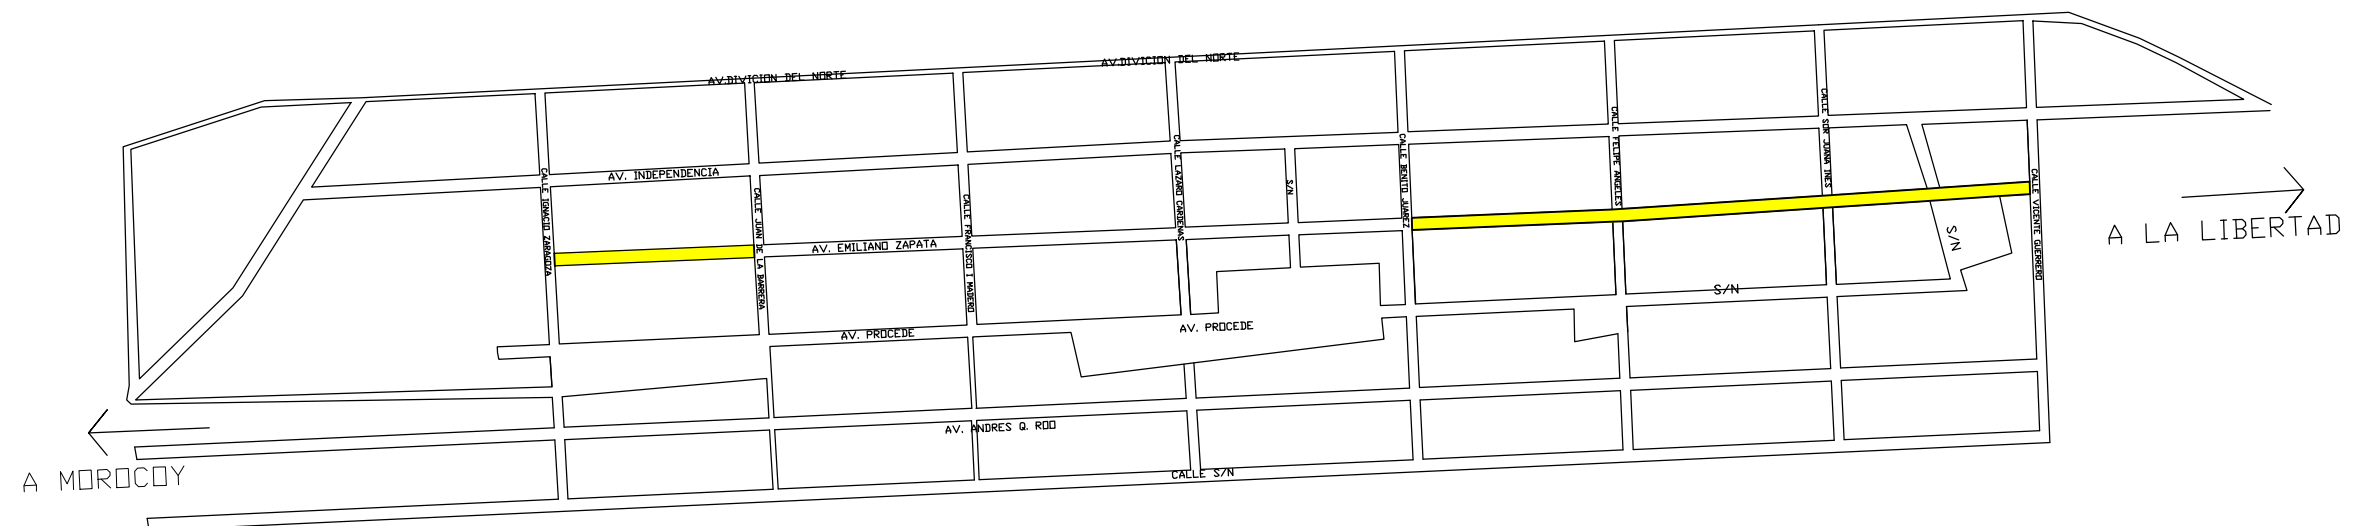 AV.DIVICION DEL NORTE
AV.DIVICION DEL NORTE
CALLE SOR JUANA INES
CALLE FELIPE ANGELES
CALLE BENITO JUAREZ
CALLE LAZARO CARDENAS
CALLE IGNACIO ZARAGOZA
AV. INDEPENDENCIA
CALLE VICENTE GUERRERO
S/N
CALLE JUAN DE LA BARRERA
CALLE FRANCISCO I MADERO
A LA LIBERTAD
S/N
AV. EMILIANO ZAPATA
S/N
AV. PROCEDE
AV. PROCEDE
AV. ANDRES Q. ROO
A MOROCOY
CALLE S/N